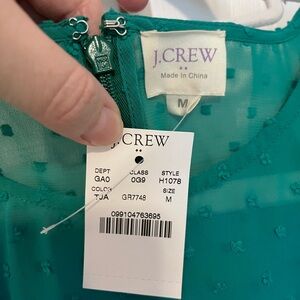 J.CREW
Made In China
M
J.CREW
DEPT CLASS STYLE
GA0 0G9 H1078
COLOR SIZE
TJA GR7748 M
099104763695